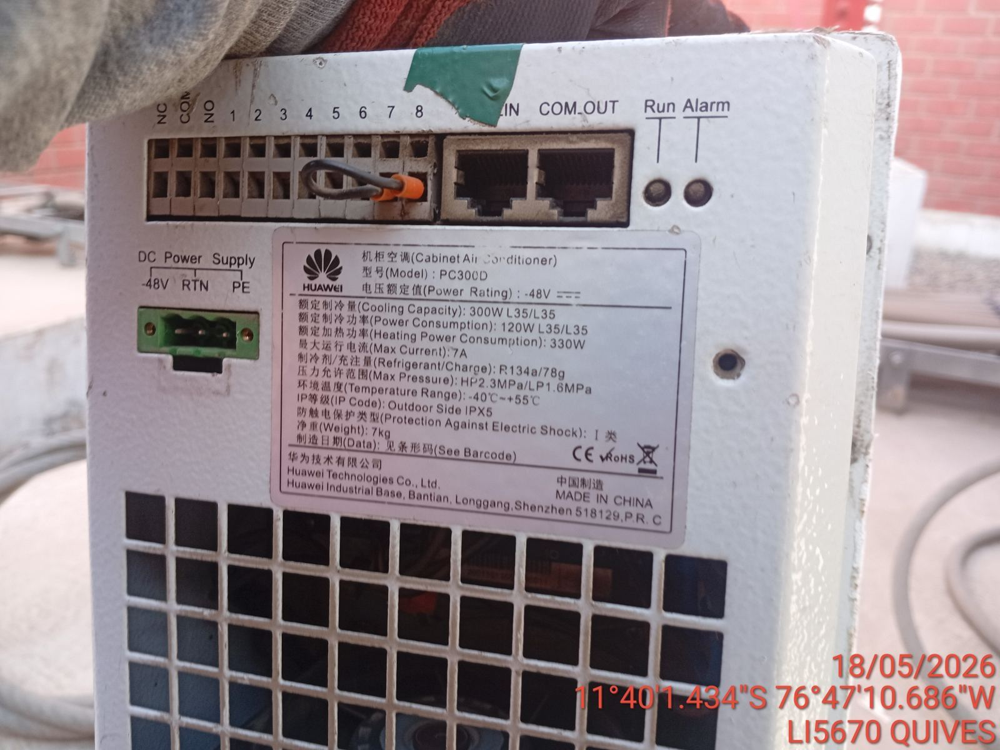 NC COM NO 1 2 3 4 5 6 7 8 .IN COM.OUT Run Alarm
DC Power Supply
-48V RTN PE
HUAWEI
机柜空调(Cabinet Air Conditioner)
型号(Model) : PC300D
电压额定值(Power Rating) : -48V
额定制冷量(Cooling Capacity): 300W L35/L35
额定制冷功率(Power Consumption): 120W L35/L35
额定加热功率(Heating Power Consumption): 330W
最大运行电流(Max Current):7A
制冷剂/充注量(Refrigerant/Charge): R134a/78g
压力允许范围(Max Pressure): HP2.3MPa/LP1.6MPa
环境温度(Temperature Range): -40℃~+55℃
IP等级(IP Code): Outdoor Side IPX5
防触电保护类型(Protection Against Electric Shock): I 类
净重(Weight): 7kg
制造日期(Data): 见条形码(See Barcode)
CE RoHS
华为技术有限公司
Huawei Technologies Co., Ltd.
Huawei Industrial Base, Bantian, Longgang,Shenzhen 518129,P.R. C
中国制造
MADE IN CHINA
18/05/2026
11°40'1.434"S 76°47'10.686"W
LI5670 QUIVES